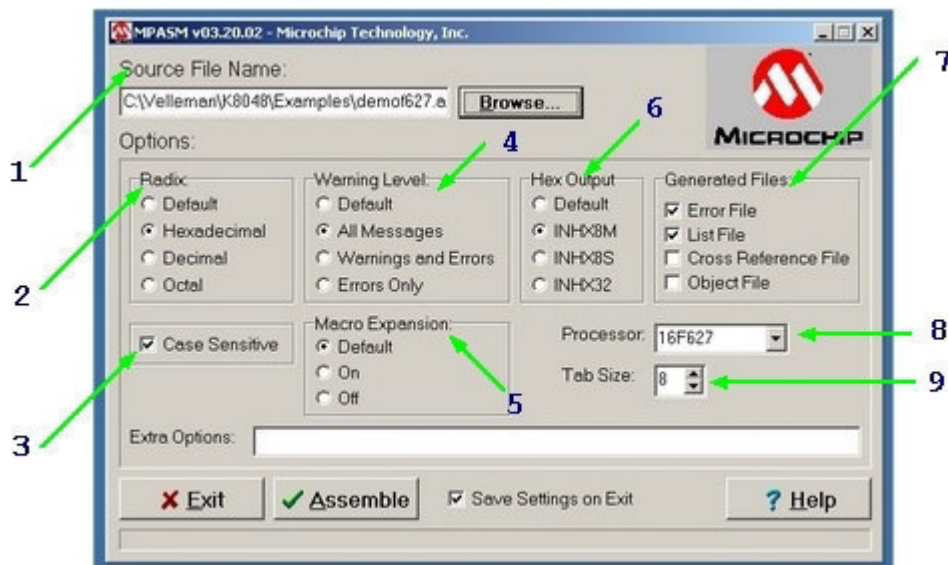 MPASM v03.20.02 - Microchip Technology, Inc.
Source File Name:
C:\Velleman\K8048\Examples\demof627.a
Browse...
MICROCHIP
Options:
Radix:
Default
Hexadecimal
Decimal
Octal
Warning Level:
Default
All Messages
Warnings and Errors
Errors Only
Hex Output
Default
INHX8M
INHX8S
INHX32
Generated Files:
Error File
List File
Cross Reference File
Object File
Case Sensitive
Macro Expansion:
Default
On
Off
Processor:
16F627
Tab Size:
8
Extra Options:
Exit
Assemble
Save Settings on Exit
? Help
1
2
3
4
5
6
7
8
9